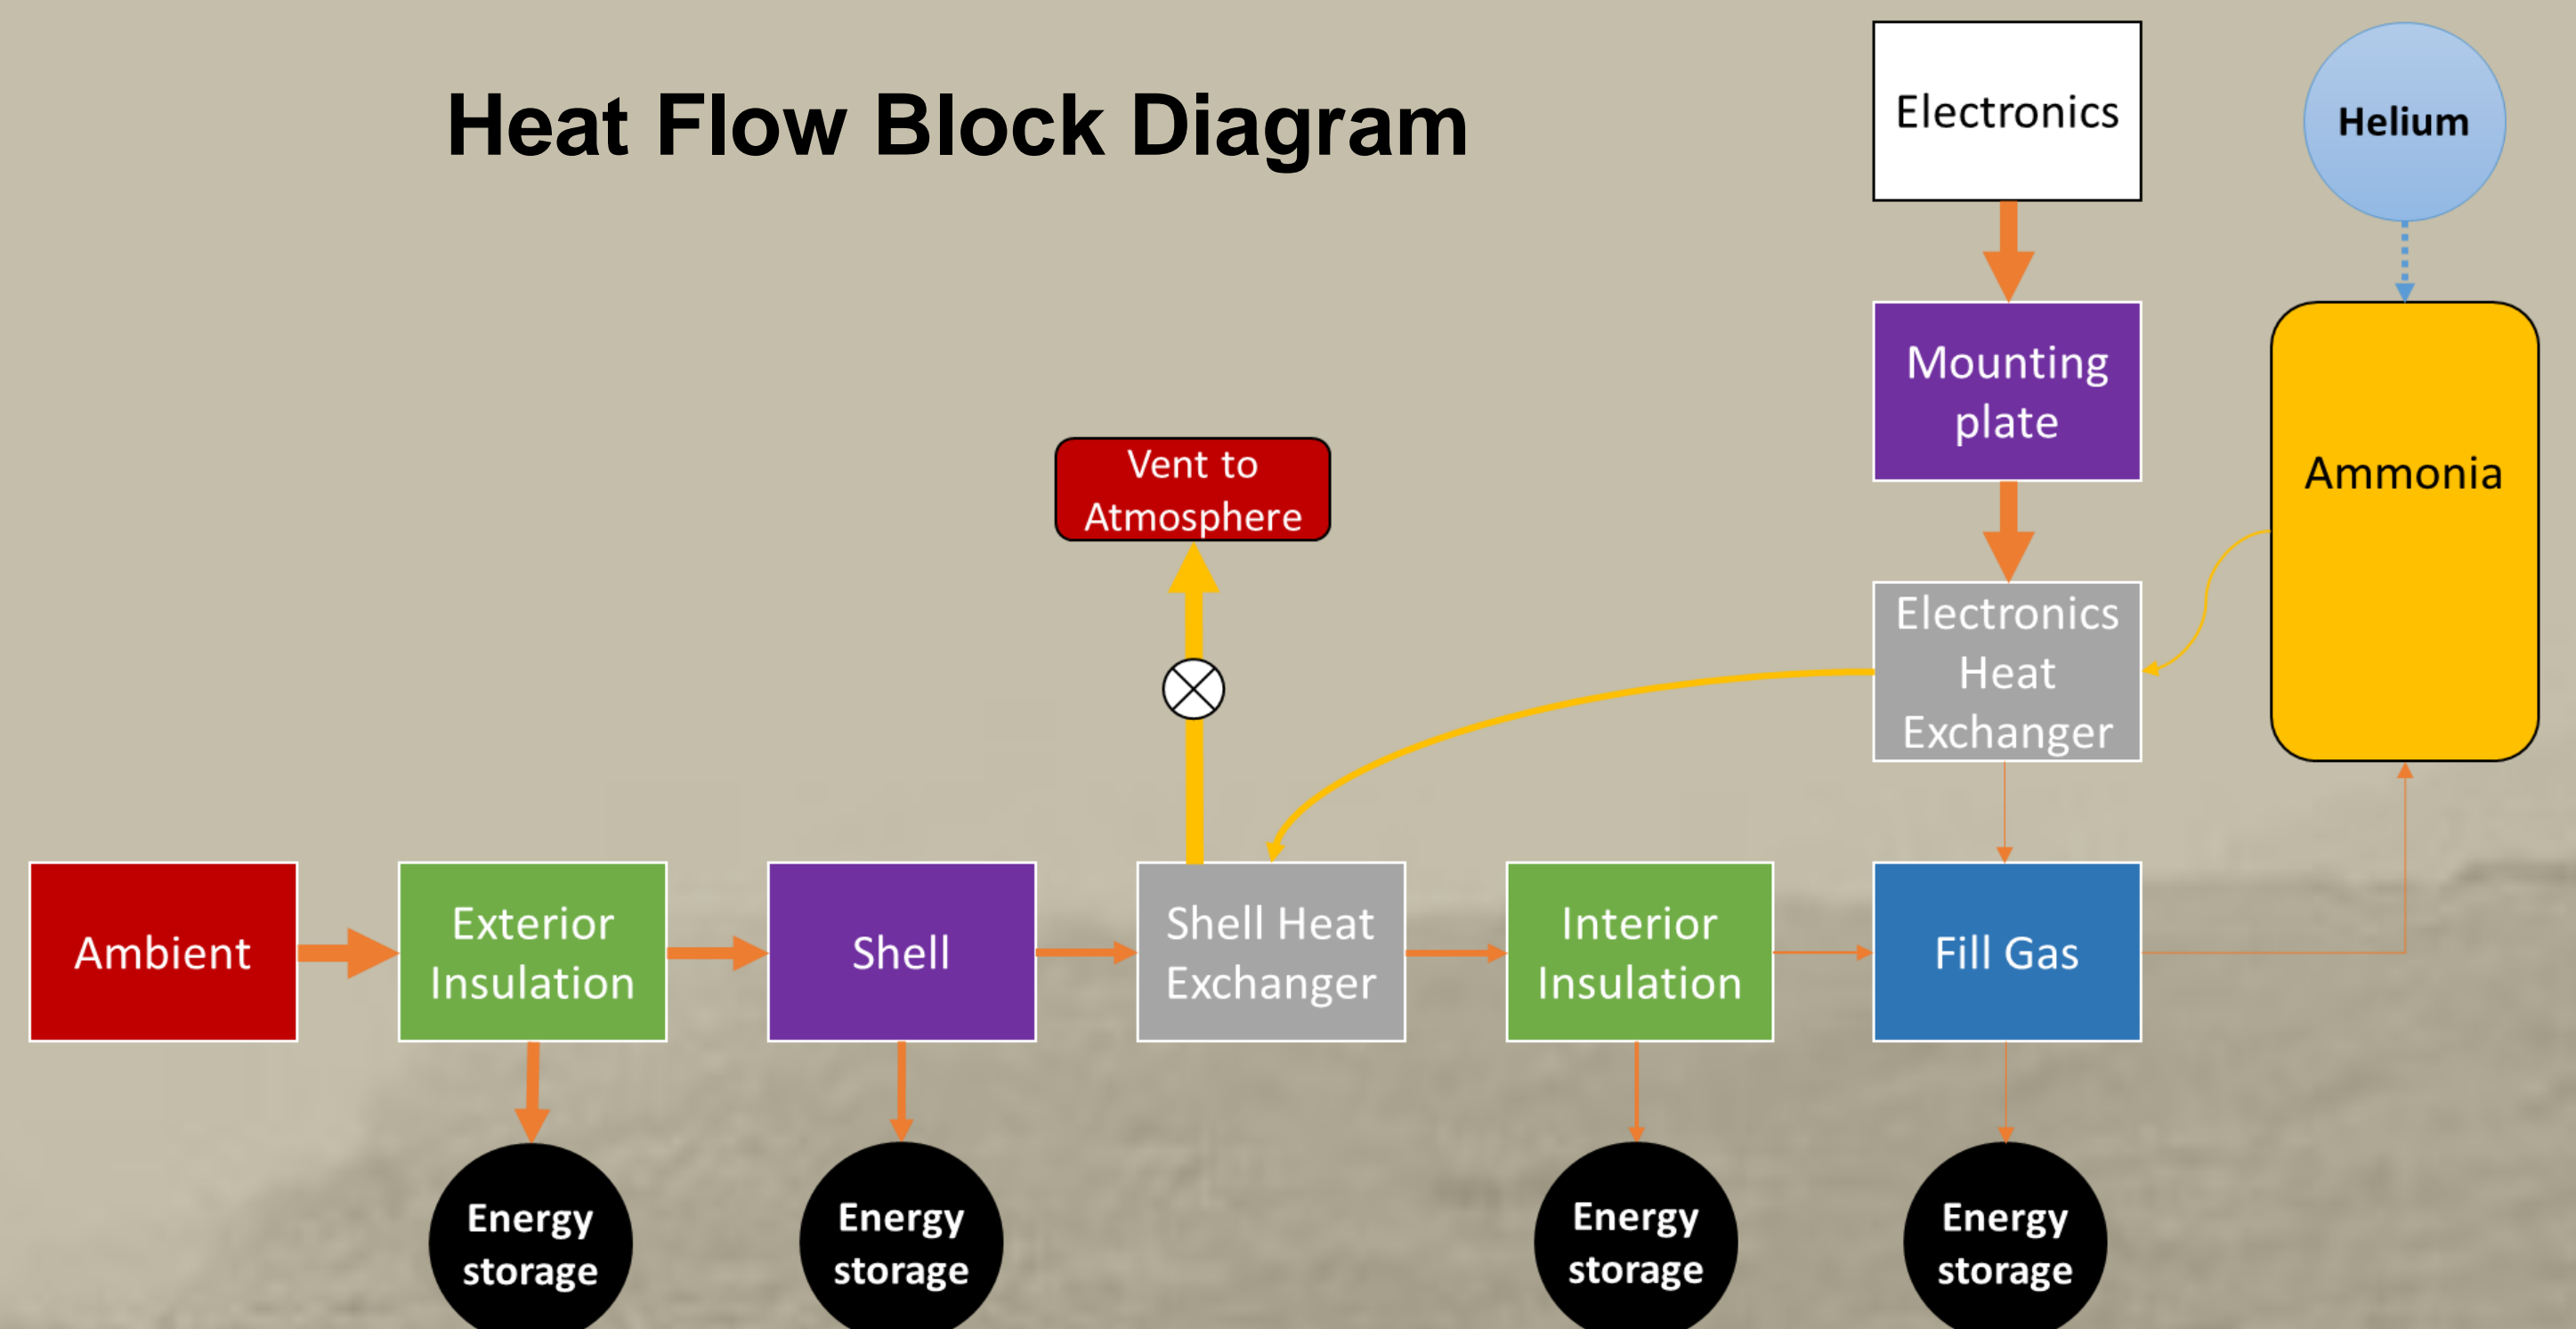 Heat Flow Block Diagram
Electronics
Helium
Mounting
plate
Ammonia
Vent to
Atmosphere
Electronics
Heat
Exchanger
Ambient
Exterior
Insulation
Shell
Shell Heat
Exchanger
Interior
Insulation
Fill Gas
Energy
storage
Energy
storage
Energy
storage
Energy
storage